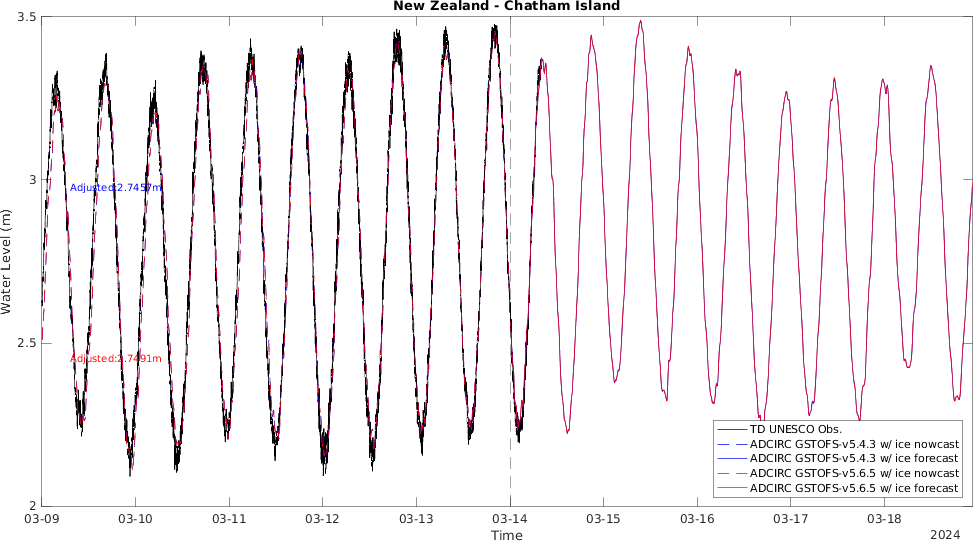 New Zealand - Chatham Island
3.5
3
2.5
2
Water Level (m)
Adjusted:2.7457m
Adjusted:2.7491m
TD UNESCO Obs.
ADCIRC GSTOFS-v5.4.3 w/ ice nowcast
ADCIRC GSTOFS-v5.4.3 w/ ice forecast
ADCIRC GSTOFS-v5.6.5 w/ ice nowcast
ADCIRC GSTOFS-v5.6.5 w/ ice forecast
03-09 03-10 03-11 03-12 03-13 03-14 03-15 03-16 03-17 03-18
Time
2024